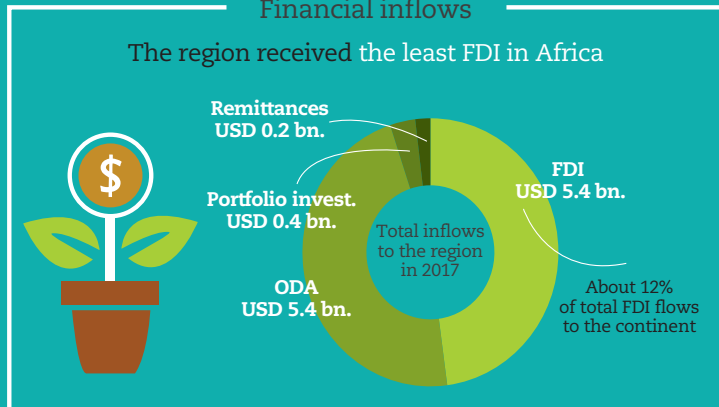 Financial inflows
The region received the least FDI in Africa
Remittances
USD 0.2 bn.
Portfolio invest.
USD 0.4 bn.
ODA
USD 5.4 bn.
Total inflows
to the region
in 2017
FDI
USD 5.4 bn.
About 12%
of total FDI flows
to the continent
$